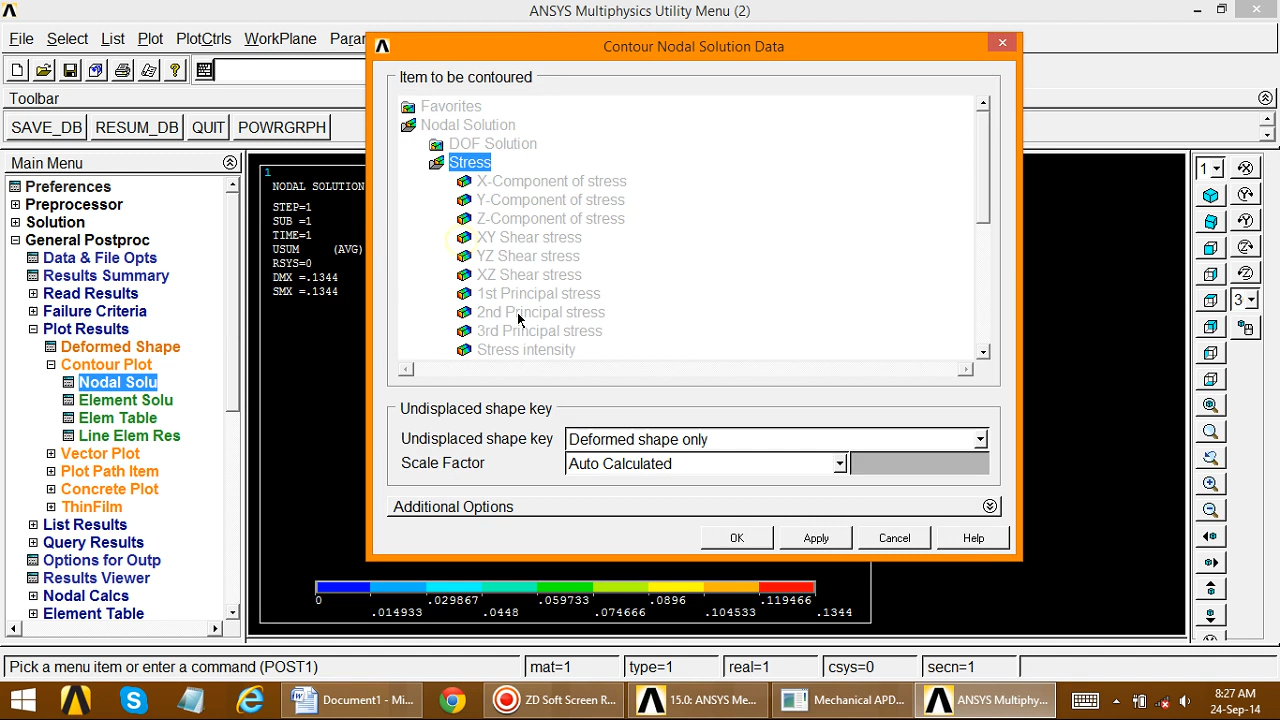 ANSYS Multiphysics Utility Menu (2)
File Select List Plot PlotCtrls WorkPlane
Contour Nodal Solution Data
Toolbar
SAVE_DB RESUM_DB QUIT POWRGRPH
Main Menu
Preferences
Preprocessor
Solution
General Postproc
Data & File Opts
Results Summary
Read Results
Failure Criteria
Plot Results
Deformed Shape
Contour Plot
Nodal Solu
Element Solu
Elem Table
Line Elem Res
Vector Plot
Plot Path Item
Concrete Plot
ThinFilm
List Results
Query Results
Options for Outp
Results Viewer
Nodal Calcs
Element Table
1
NODAL SOLUTION
STEP=1
SUB =1
TIME=1
USUM (AVG)
RSYS=0
DMX =.1344
SMX =.1344
Item to be contoured
Favorites
Nodal Solution
DOF Solution
Stress
X-Component of stress
Y-Component of stress
Z-Component of stress
XY Shear stress
YZ Shear stress
XZ Shear stress
1st Principal stress
2nd Principal stress
3rd Principal stress
Stress intensity
Undisplaced shape key
Undisplaced shape key Deformed shape only
Scale Factor Auto Calculated
Additional Options
OK Apply Cancel Help
0 .029867 .059733 .0896 .119466
.014933 .0448 .074666 .104533 .1344
1
3
Pick a menu item or enter a command (POST1) mat=1 type=1 real=1 csys=0 secn=1
Document1 - Mi... ZD Soft Screen R... 15.0: ANSYS Me... Mechanical APD... ANSYS Multiphy...
8:27 AM
24-Sep-14